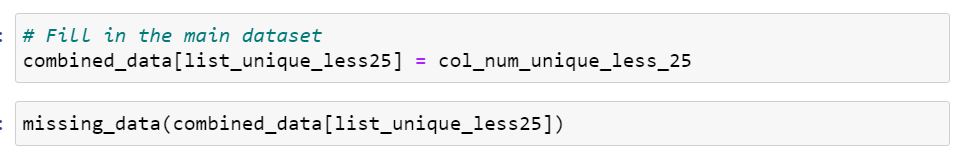 # Fill in the main dataset
combined_data[list_unique_less25] = col_num_unique_less_25
missing_data(combined_data[list_unique_less25])